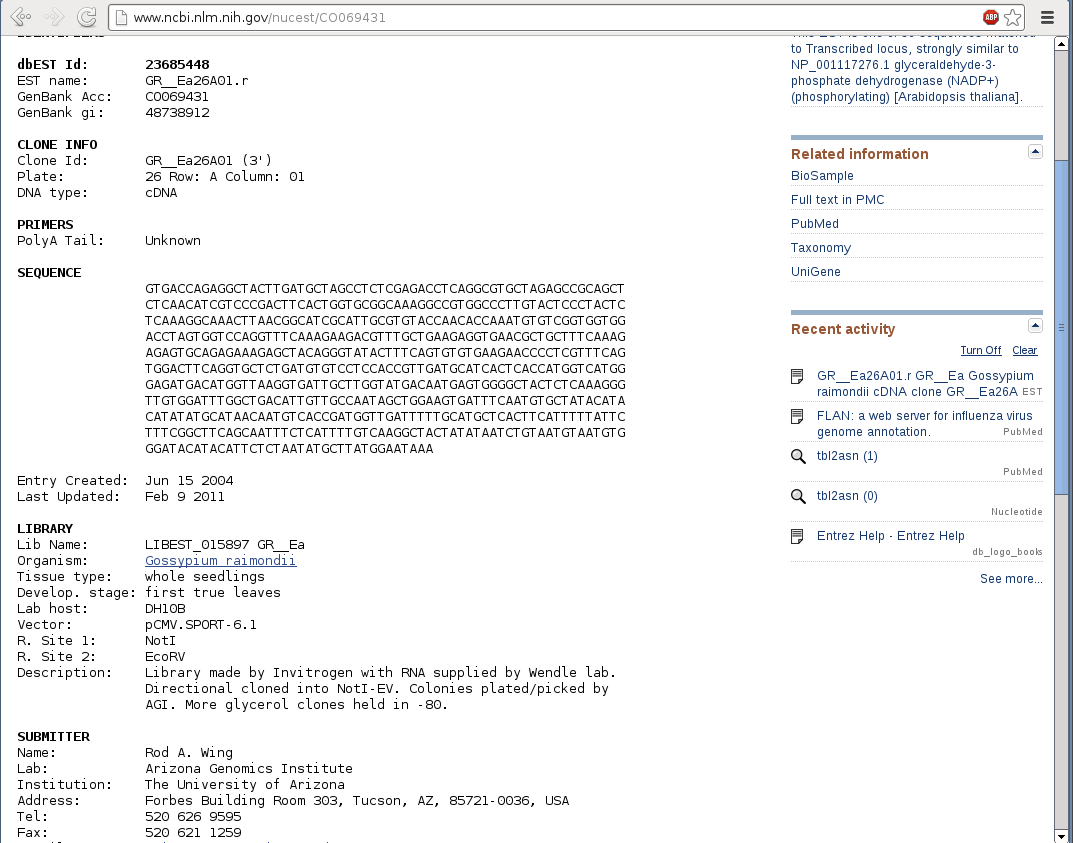 www.ncbi.nlm.nih.gov/nucest/CO069431
ABP
IDENTIFIERS
dbEST Id: 23685448
EST name: GR__Ea26A01.r
GenBank Acc: CO069431
GenBank gi: 48738912
CLONE INFO
Clone Id: GR__Ea26A01 (3')
Plate: 26 Row: A Column: 01
DNA type: cDNA
PRIMERS
PolyA Tail: Unknown
SEQUENCE
GTGACCAGAGGCTACTTGATGCTAGCCTCTCGAGACCTCAGGCGTGCTAGAGCCGCAGCT
CTCAACATCGTCCCGACTTCACTGGTGCGGCAAAGGCCGTGGCCCTTGTACTCCCTACTC
TCAAAGGCAAACTTAACGGCATCGCATTGCGTGTACCAACACCAAATGTGTCGGTGGTGG
ACCTAGTGGTCCAGGTTTCAAAGAAGACGTTTGCTGAAGAGGTGAACGCTGCTTTCAAAG
AGAGTGCAGAGAAAGAGCTACAGGGTATACTTTCAGTGTGTGAAGAACCCCTCGTTTCAG
TGGACTTCAGGTGCTCTGATGTGTCCTCCACCGTTGATGCATCACTCACCATGGTCATGG
GAGATGACATGGTTAAGGTGATTGCTTGGTATGACAATGAGTGGGGCTACTCTCAAAGGG
TTGTGGATTTGGCTGACATTGTTGCCAATAGCTGGAAGTGATTTCAATGTGCTATACATA
CATATATGCATAACAATGTCACCGATGGTTGATTTTTGCATGCTCACTTCATTTTTATTC
TTTCGGCTTCAGCAATTTCTCATTTTGTCAAGGCTACTATATAATCTGTAATGTAATGTG
GGATACATACATTCTCTAATATGCTTATGGAATAAA
Entry Created: Jun 15 2004
Last Updated: Feb 9 2011
LIBRARY
Lib Name: LIBEST_015897 GR__Ea
Organism: Gossypium raimondii
Tissue type: whole seedlings
Develop. stage: first true leaves
Lab host: DH10B
Vector: pCMV.SPORT-6.1
R. Site 1: NotI
R. Site 2: EcoRV
Description: Library made by Invitrogen with RNA supplied by Wendle lab.
Directional cloned into NotI-EV. Colonies plated/picked by
AGI. More glycerol clones held in -80.
SUBMITTER
Name: Rod A. Wing
Lab: Arizona Genomics Institute
Institution: The University of Arizona
Address: Forbes Building Room 303, Tucson, AZ, 85721-0036, USA
Tel: 520 626 9595
Fax: 520 621 1259
to Transcribed locus, strongly similar to
NP_001117276.1 glyceraldehyde-3-
phosphate dehydrogenase (NADP+)
(phosphorylating) [Arabidopsis thaliana].
Related information
BioSample
Full text in PMC
PubMed
Taxonomy
UniGene
Recent activity
Turn Off Clear
GR__Ea26A01.r GR__Ea Gossypium
raimondii cDNA clone GR__Ea26A EST
FLAN: a web server for influenza virus
genome annotation. PubMed
tbl2asn (1)
PubMed
tbl2asn (0)
Nucleotide
Entrez Help - Entrez Help
db_logo_books
See more...